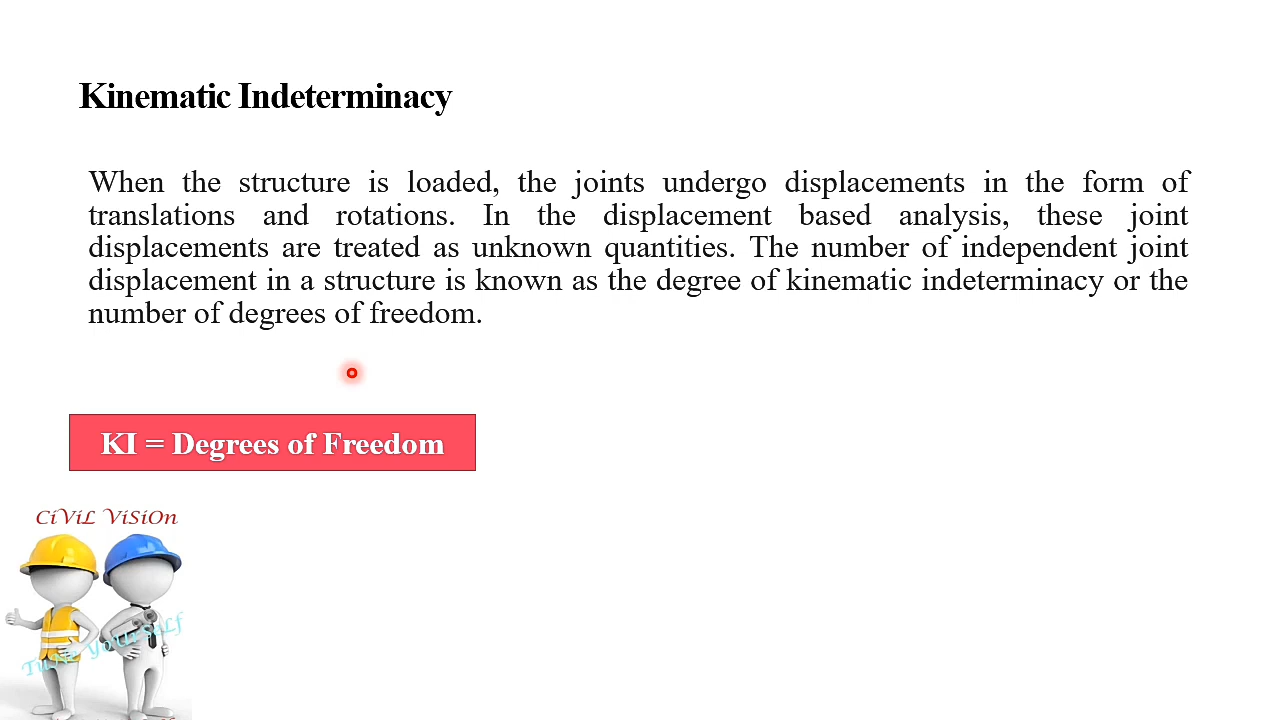 Kinematic Indeterminacy
When the structure is loaded, the joints undergo displacements in the form of
translations and rotations. In the displacement based analysis, these joint
displacements are treated as unknown quantities. The number of independent joint
displacement in a structure is known as the degree of kinematic indeterminacy or the
number of degrees of freedom.
KI = Degrees of Freedom
CiViL ViSiOn